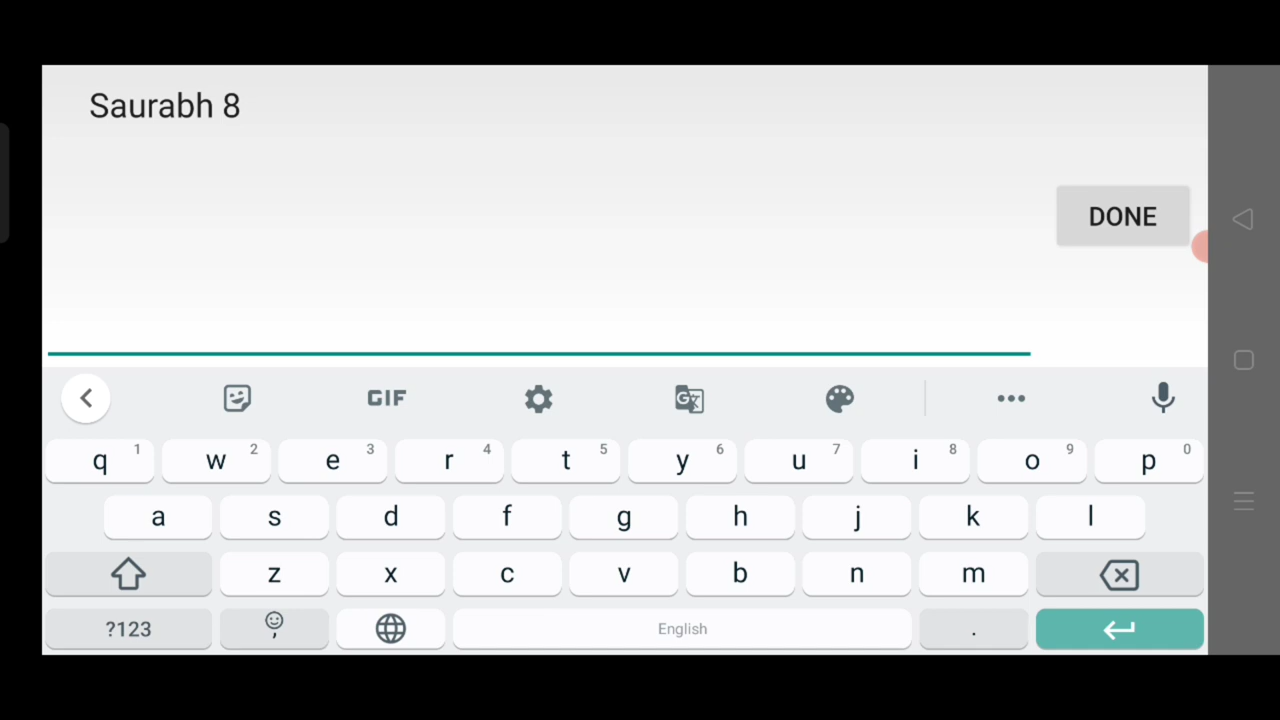 Saurabh 8
DONE
GIF
q 1 w 2 e 3 r 4 t 5 y 6 u 7 i 8 o 9 p 0
a s d f g h j k l
z x c v b n m
?123 , English .